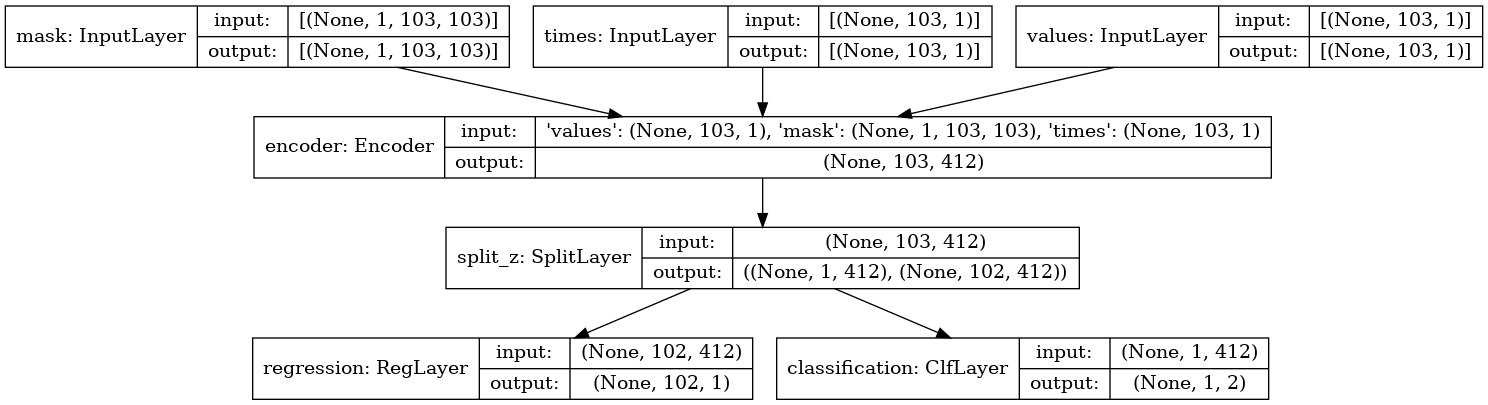 mask: InputLayer
input: [(None, 1, 103, 103)]
output: [(None, 1, 103, 103)]
times: InputLayer
input: [(None, 103, 1)]
output: [(None, 103, 1)]
values: InputLayer
input: [(None, 103, 1)]
output: [(None, 103, 1)]
encoder: Encoder
input: 'values': (None, 103, 1), 'mask': (None, 1, 103, 103), 'times': (None, 103, 1)
output: (None, 103, 412)
split_z: SplitLayer
input: (None, 103, 412)
output: ((None, 1, 412), (None, 102, 412))
regression: RegLayer
input: (None, 102, 412)
output: (None, 102, 1)
classification: ClfLayer
input: (None, 1, 412)
output: (None, 1, 2)